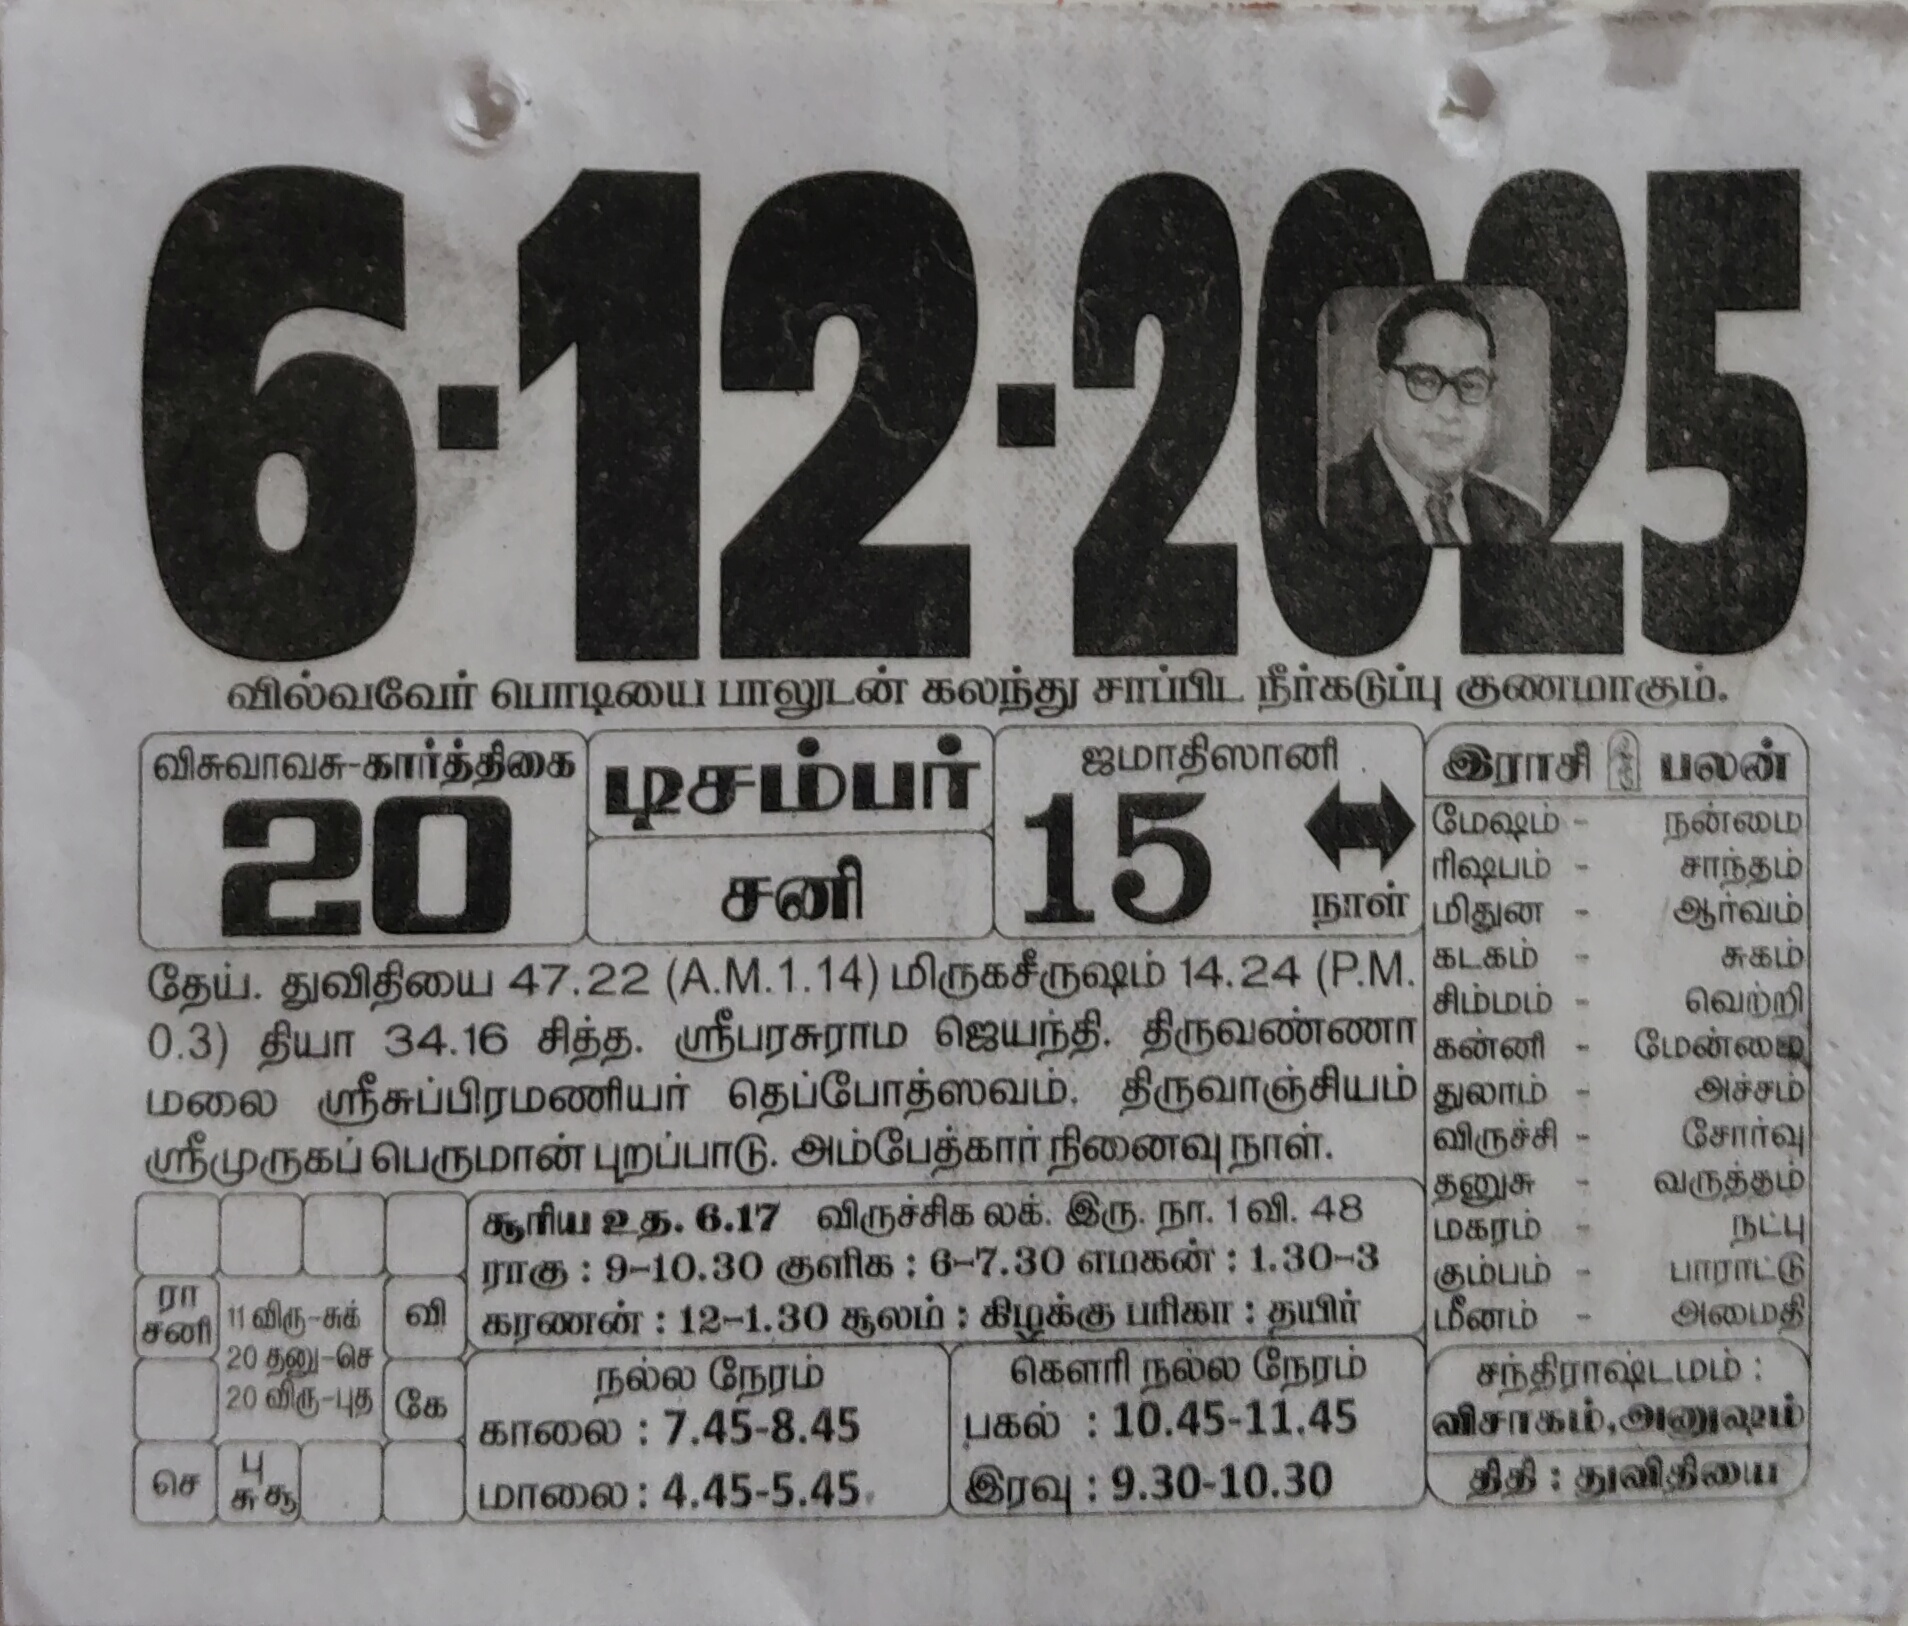 6-12-2025
வில்வவேர் பொடியை பாலுடன் கலந்து சாப்பிட நீர்கடுப்பு குணமாகும்.
விசுவாவசு-கார்த்திகை
20
டிசம்பர்
சனி
ஜமாதிஸானி
15
நாள்
தேய். துவிதியை 47.22 (A.M.1.14) மிருகசீருஷம் 14.24 (P.M.
0.3) தியா 34.16 சித்த. ஸ்ரீபரசுராம ஜெயந்தி. திருவண்ணா
மலை ஸ்ரீசுப்பிரமணியர் தெப்போத்ஸவம். திருவாஞ்சியம்
ஸ்ரீமுருகப் பெருமான் புறப்பாடு. அம்பேத்கார் நினைவு நாள்.
ரா
சனி
11 விரு-சுக்
20 தனு-செ
20 விரு-புத
வி
கே
செ
பு
சு சூ
சூரிய உத. 6.17 விருச்சிக லக். இரு. நா. 1 வி. 48
ராகு : 9-10.30 குளிக : 6-7.30 எமகன் : 1.30-3
கரணன் : 12-1.30 சூலம் : கிழக்கு பரிகா : தயிர்
நல்ல நேரம்
காலை : 7.45-8.45
மாலை : 4.45-5.45
கௌரி நல்ல நேரம்
பகல் : 10.45-11.45
இரவு : 9.30-10.30
இராசி பலன்
மேஷம் - நன்மை
ரிஷபம் - சாந்தம்
மிதுன - ஆர்வம்
கடகம் - சுகம்
சிம்மம் - வெற்றி
கன்னி - மேன்மை
துலாம் - அச்சம்
விருச்சி - சோர்வு
தனுசு - வருத்தம்
மகரம் - நட்பு
கும்பம் - பாராட்டு
மீனம் - அமைதி
சந்திராஷ்டமம் :
விசாகம்,அனுஷம்
திதி : துவிதியை